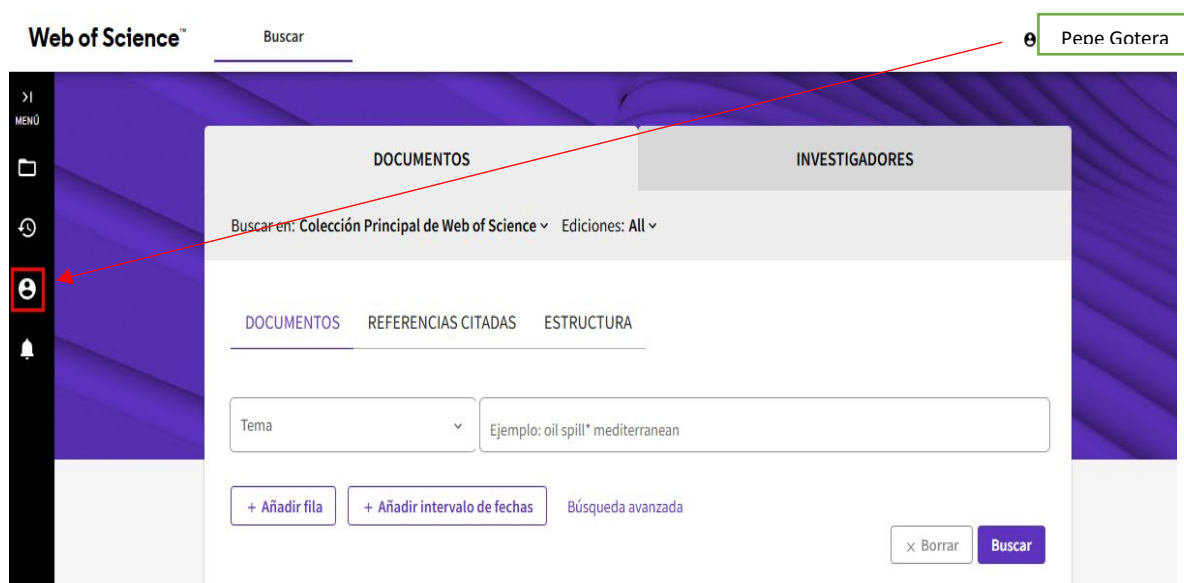 Web of Science™ Buscar Pepe Gotera
MENÚ
DOCUMENTOS INVESTIGADORES
Buscar en: Colección Principal de Web of Science Ediciones: All
DOCUMENTOS REFERENCIAS CITADAS ESTRUCTURA
Tema Ejemplo: oil spill* mediterranean
+ Añadir fila + Añadir intervalo de fechas Búsqueda avanzada
× Borrar Buscar